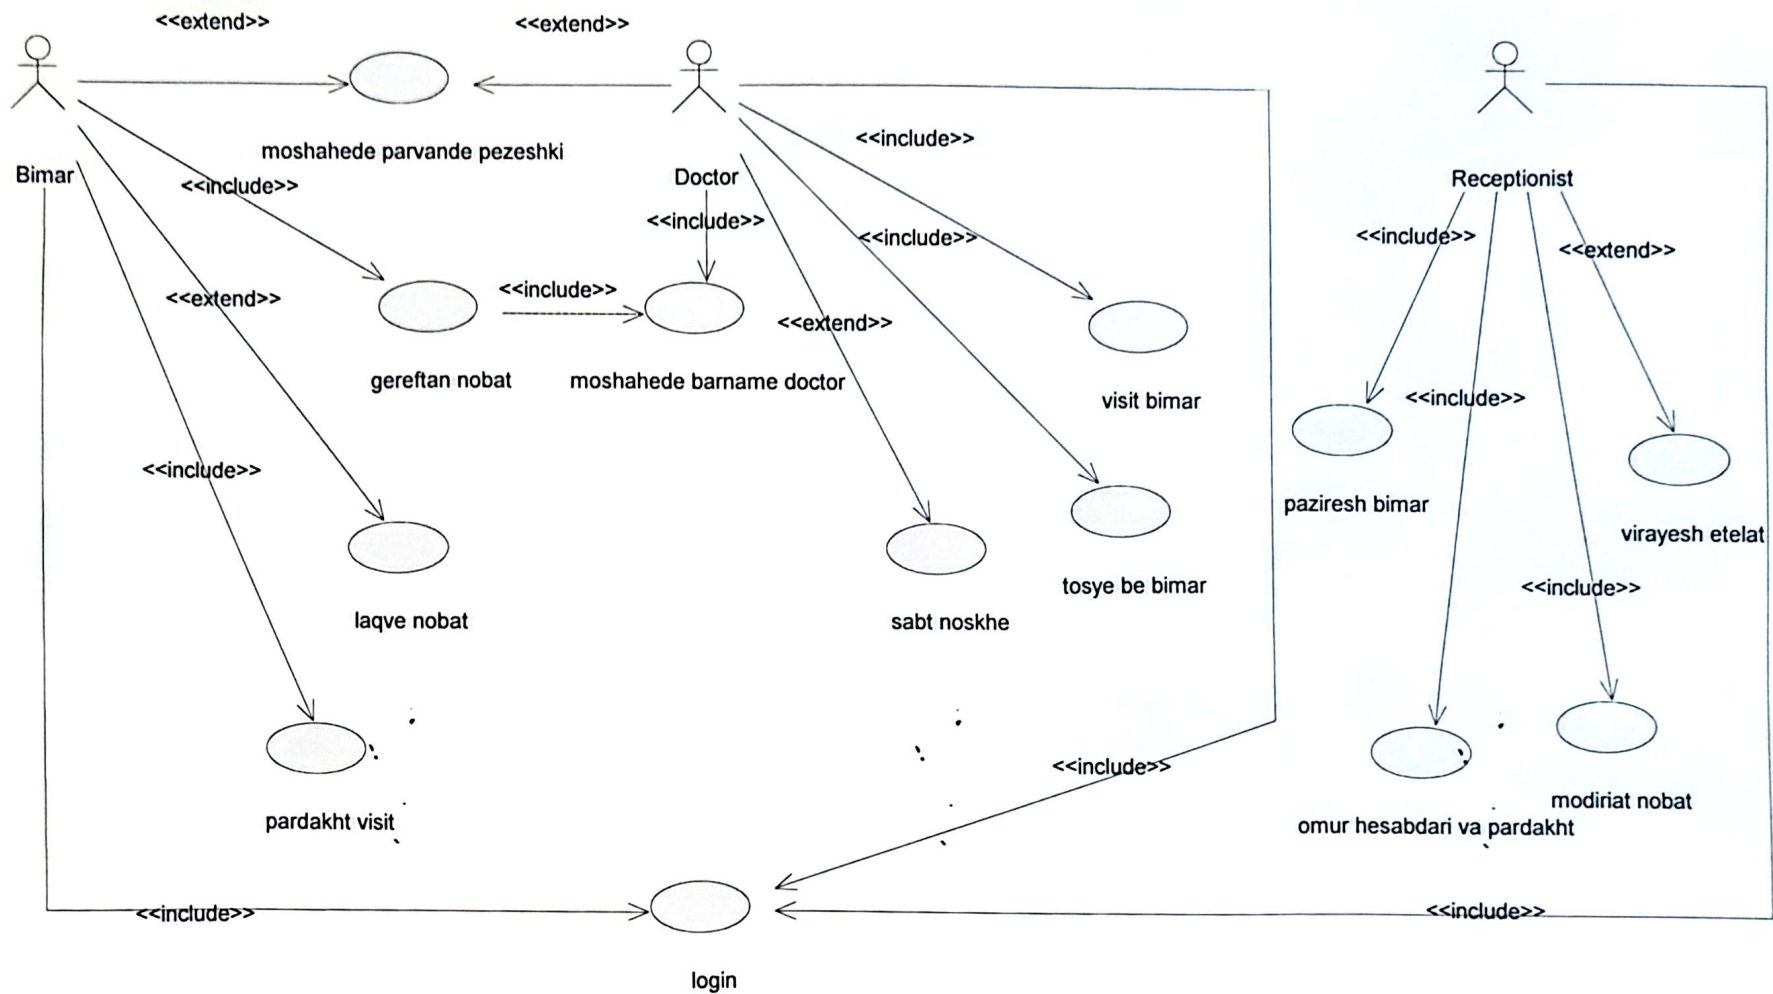 <<extend>>
<<extend>>
<<include>>
moshahede parvande pezeshki
Bimar
Doctor
Receptionist
<<include>>
<<include>>
<<include>>
<<include>>
<<extend>>
<<include>>
<<extend>>
<<extend>>
gereftan nobat
moshahede barname doctor
visit bimar
<<include>>
<<include>>
paziresh bimar
virayesh etelat
tosye be bimar
<<include>>
laqve nobat
sabt noskhe
<<include>>
modiriat nobat
pardakht visit
omur hesabdari va pardakht
<<include>>
<<include>>
login